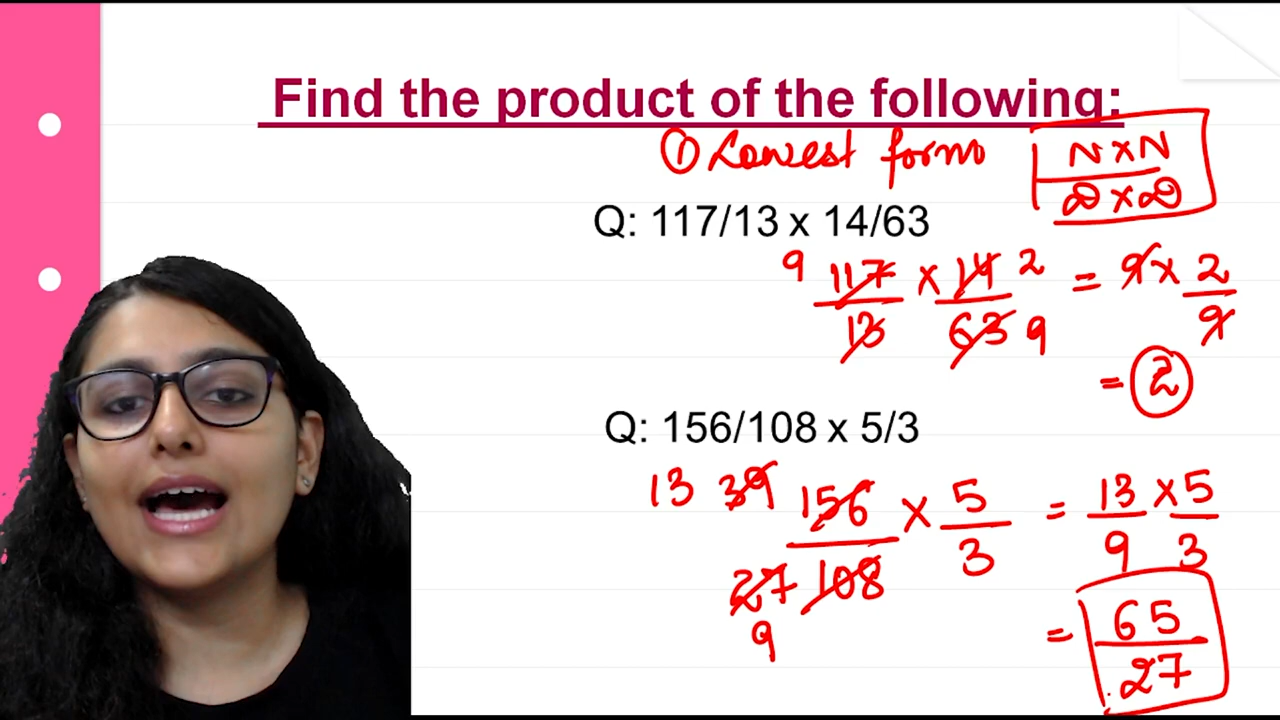 Find the product of the following:
① Lowest form N x N
D x D
Q: 117/13 x 14/63
9 117 x 14 2 = 9 x 2
13 63 9 9
= 2
Q: 156/108 x 5/3
13 39 156 x 5 = 13 x 5
27 108 3 9 3
9
= 65
27